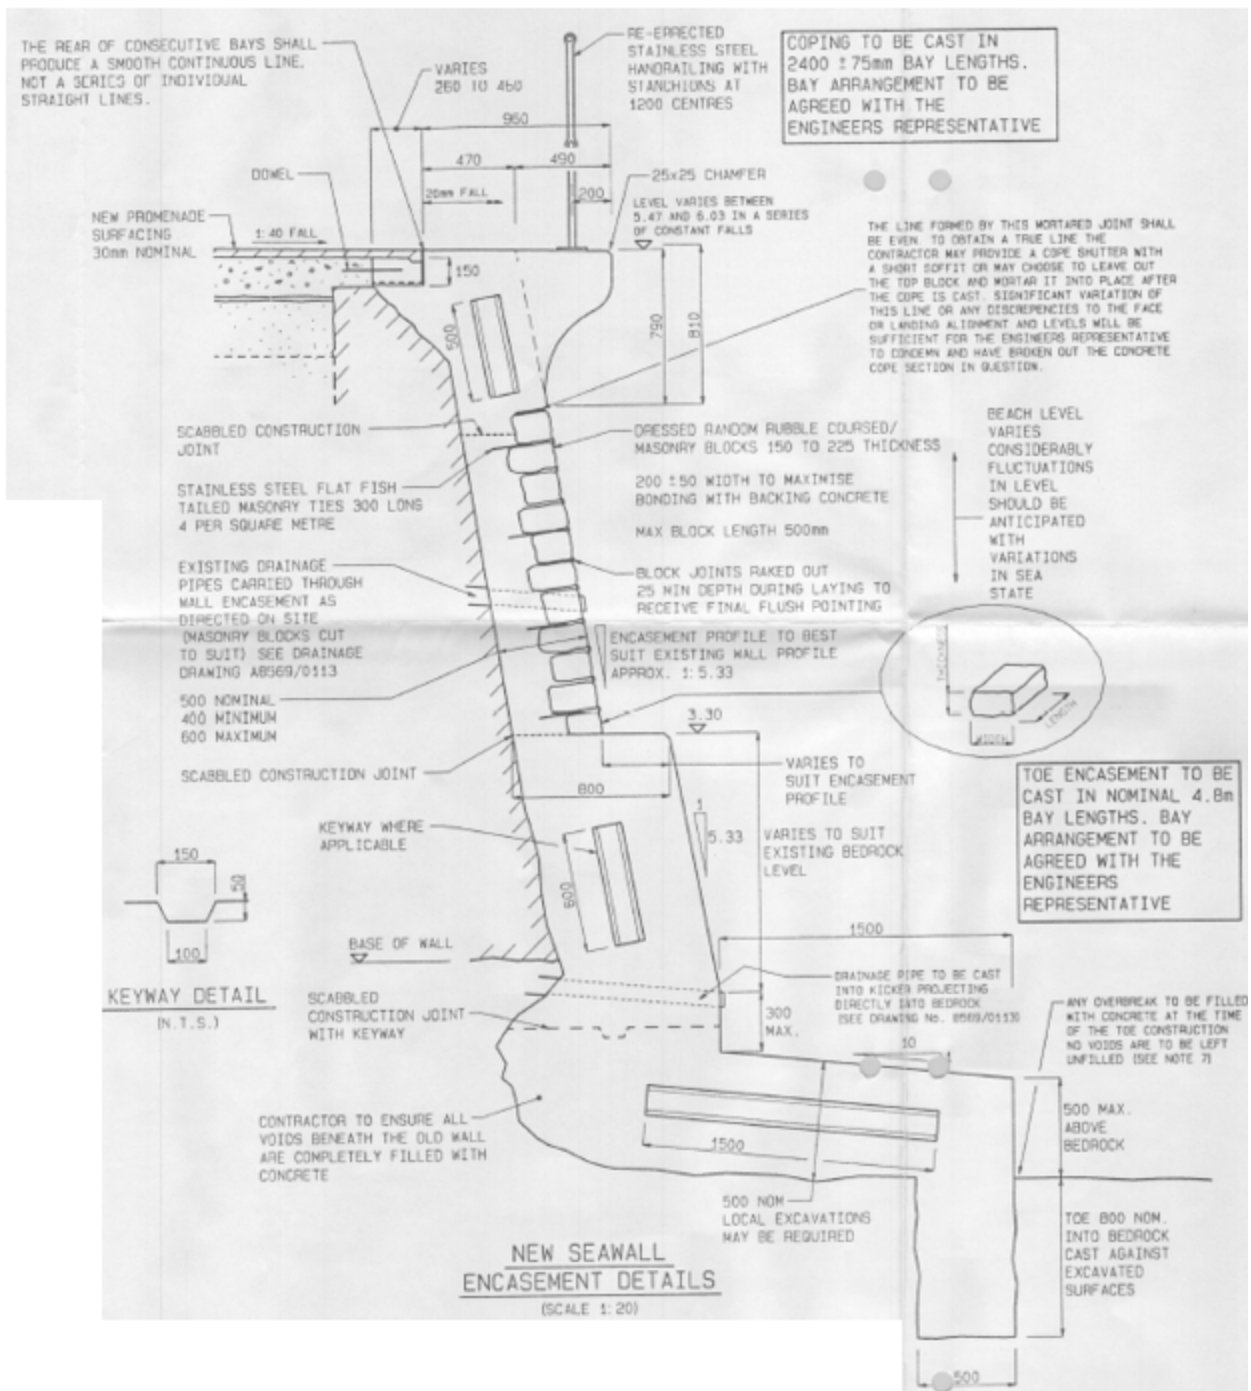 THE REAR OF CONSECUTIVE BAYS SHALL
PRODUCE A SMOOTH CONTINUOUS LINE.
NOT A SERIES OF INDIVIDUAL
STRAIGHT LINES.
VARIES
260 TO 460
RE-ERRECTED
STAINLESS STEEL
HANDRAILING WITH
STANCHIONS AT
1200 CENTRES
COPING TO BE CAST IN
2400 ±75mm BAY LENGTHS.
BAY ARRANGEMENT TO BE
AGREED WITH THE
ENGINEERS REPRESENTATIVE
960
470
490
DOWEL
20mm FALL
200
25x25 CHAMFER
LEVEL VARIES BETWEEN
5.47 AND 6.03 IN A SERIES
OF CONSTANT FALLS
NEW PROMENADE
SURFACING
30mm NOMINAL
1:40 FALL
150
THE LINE FORMED BY THIS MORTARED JOINT SHALL
BE EVEN. TO OBTAIN A TRUE LINE THE
CONTRACTOR MAY PROVIDE A COPE SHUTTER WITH
A SHORT SOFFIT OR MAY CHOOSE TO LEAVE OUT
THE TOP BLOCK AND MORTAR IT INTO PLACE AFTER
THE COPE IS CAST. SIGNIFICANT VARIATION OF
THIS LINE OR ANY DISCREPENCIES TO THE FACE
OR LANDING ALIGNMENT AND LEVELS WILL BE
SUFFICIENT FOR THE ENGINEERS REPRESENTATIVE
TO CONDEMN AND HAVE BROKEN OUT THE CONCRETE
COPE SECTION IN QUESTION.
600
790
810
SCABBLED CONSTRUCTION
JOINT
DRESSED RANDOM RUBBLE COURSED/
MASONRY BLOCKS 150 TO 225 THICKNESS
200 ±50 WIDTH TO MAXIMISE
BONDING WITH BACKING CONCRETE
MAX BLOCK LENGTH 500mm
BEACH LEVEL
VARIES
CONSIDERABLY
FLUCTUATIONS
IN LEVEL
SHOULD BE
ANTICIPATED
WITH
VARIATIONS
IN SEA
STATE
STAINLESS STEEL FLAT FISH
TAILED MASONRY TIES 300 LONG
4 PER SQUARE METRE
EXISTING DRAINAGE
PIPES CARRIED THROUGH
WALL ENCASEMENT AS
DIRECTED ON SITE
(MASONRY BLOCKS CUT
TO SUIT) SEE DRAINAGE
DRAWING A8569/0113
BLOCK JOINTS RAKED OUT
25 MIN DEPTH DURING LAYING TO
RECEIVE FINAL FLUSH POINTING
ENCASEMENT PROFILE TO BEST
SUIT EXISTING WALL PROFILE
APPROX. 1:5.33
THICKNESS
LENGTH
WIDTH
500 NOMINAL
400 MINIMUM
600 MAXIMUM
3.30
SCABBLED CONSTRUCTION JOINT
800
VARIES TO
SUIT ENCASEMENT
PROFILE
TOE ENCASEMENT TO BE
CAST IN NOMINAL 4.8m
BAY LENGTHS. BAY
ARRANGEMENT TO BE
AGREED WITH THE
ENGINEERS
REPRESENTATIVE
KEYWAY WHERE
APPLICABLE
600
1
5.33
VARIES TO SUIT
EXISTING BEDROCK
LEVEL
150
50
100
KEYWAY DETAIL
(N.T.S.)
BASE OF WALL
1500
DRAINAGE PIPE TO BE CAST
INTO KICKER PROJECTING
DIRECTLY INTO BEDROCK
(SEE DRAWING No. 8569/0113)
SCABBLED
CONSTRUCTION JOINT
WITH KEYWAY
300
MAX.
ANY OVERBREAK TO BE FILLED
WITH CONCRETE AT THE TIME
OF THE TOE CONSTRUCTION
NO VOIDS ARE TO BE LEFT
UNFILLED (SEE NOTE 7)
10
1
CONTRACTOR TO ENSURE ALL
VOIDS BENEATH THE OLD WALL
ARE COMPLETELY FILLED WITH
CONCRETE
1500
500 MAX.
ABOVE
BEDROCK
500 NOM
LOCAL EXCAVATIONS
MAY BE REQUIRED
TOE 800 NOM.
INTO BEDROCK
CAST AGAINST
EXCAVATED
SURFACES
NEW SEAWALL
ENCASEMENT DETAILS
(SCALE 1:20)
500